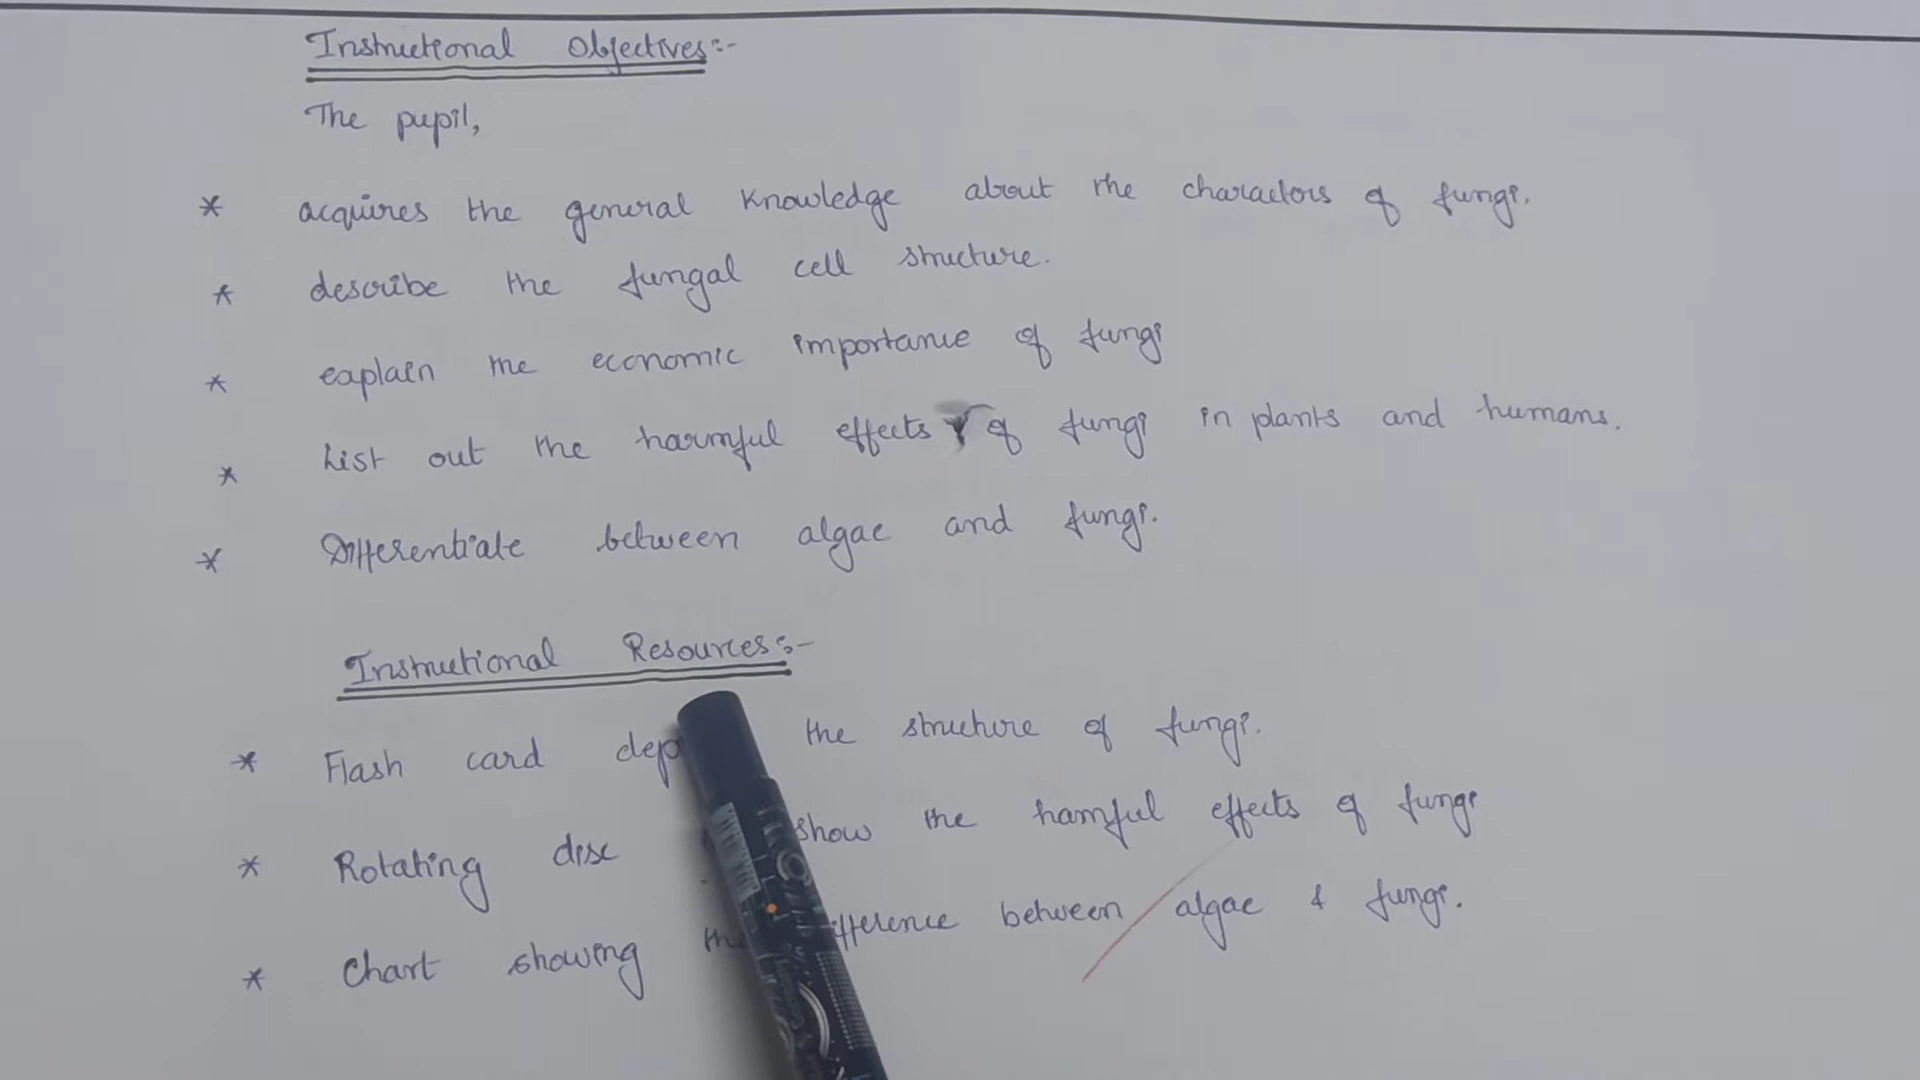 Instructional Objectives:-
The pupil,
* acquires the general knowledge about the charactors of fungi.
* describe the fungal cell structure.
* explain the economic importance of fungi
* List out the harmful effects of fungi in plants and humans.
* Differentiate between algae and fungi.
Instructional Resources:-
* Flash card the structure of fungi.
* Rotating disc show the harmful effects of fungi
* Chart showing the difference between algae & fungi.